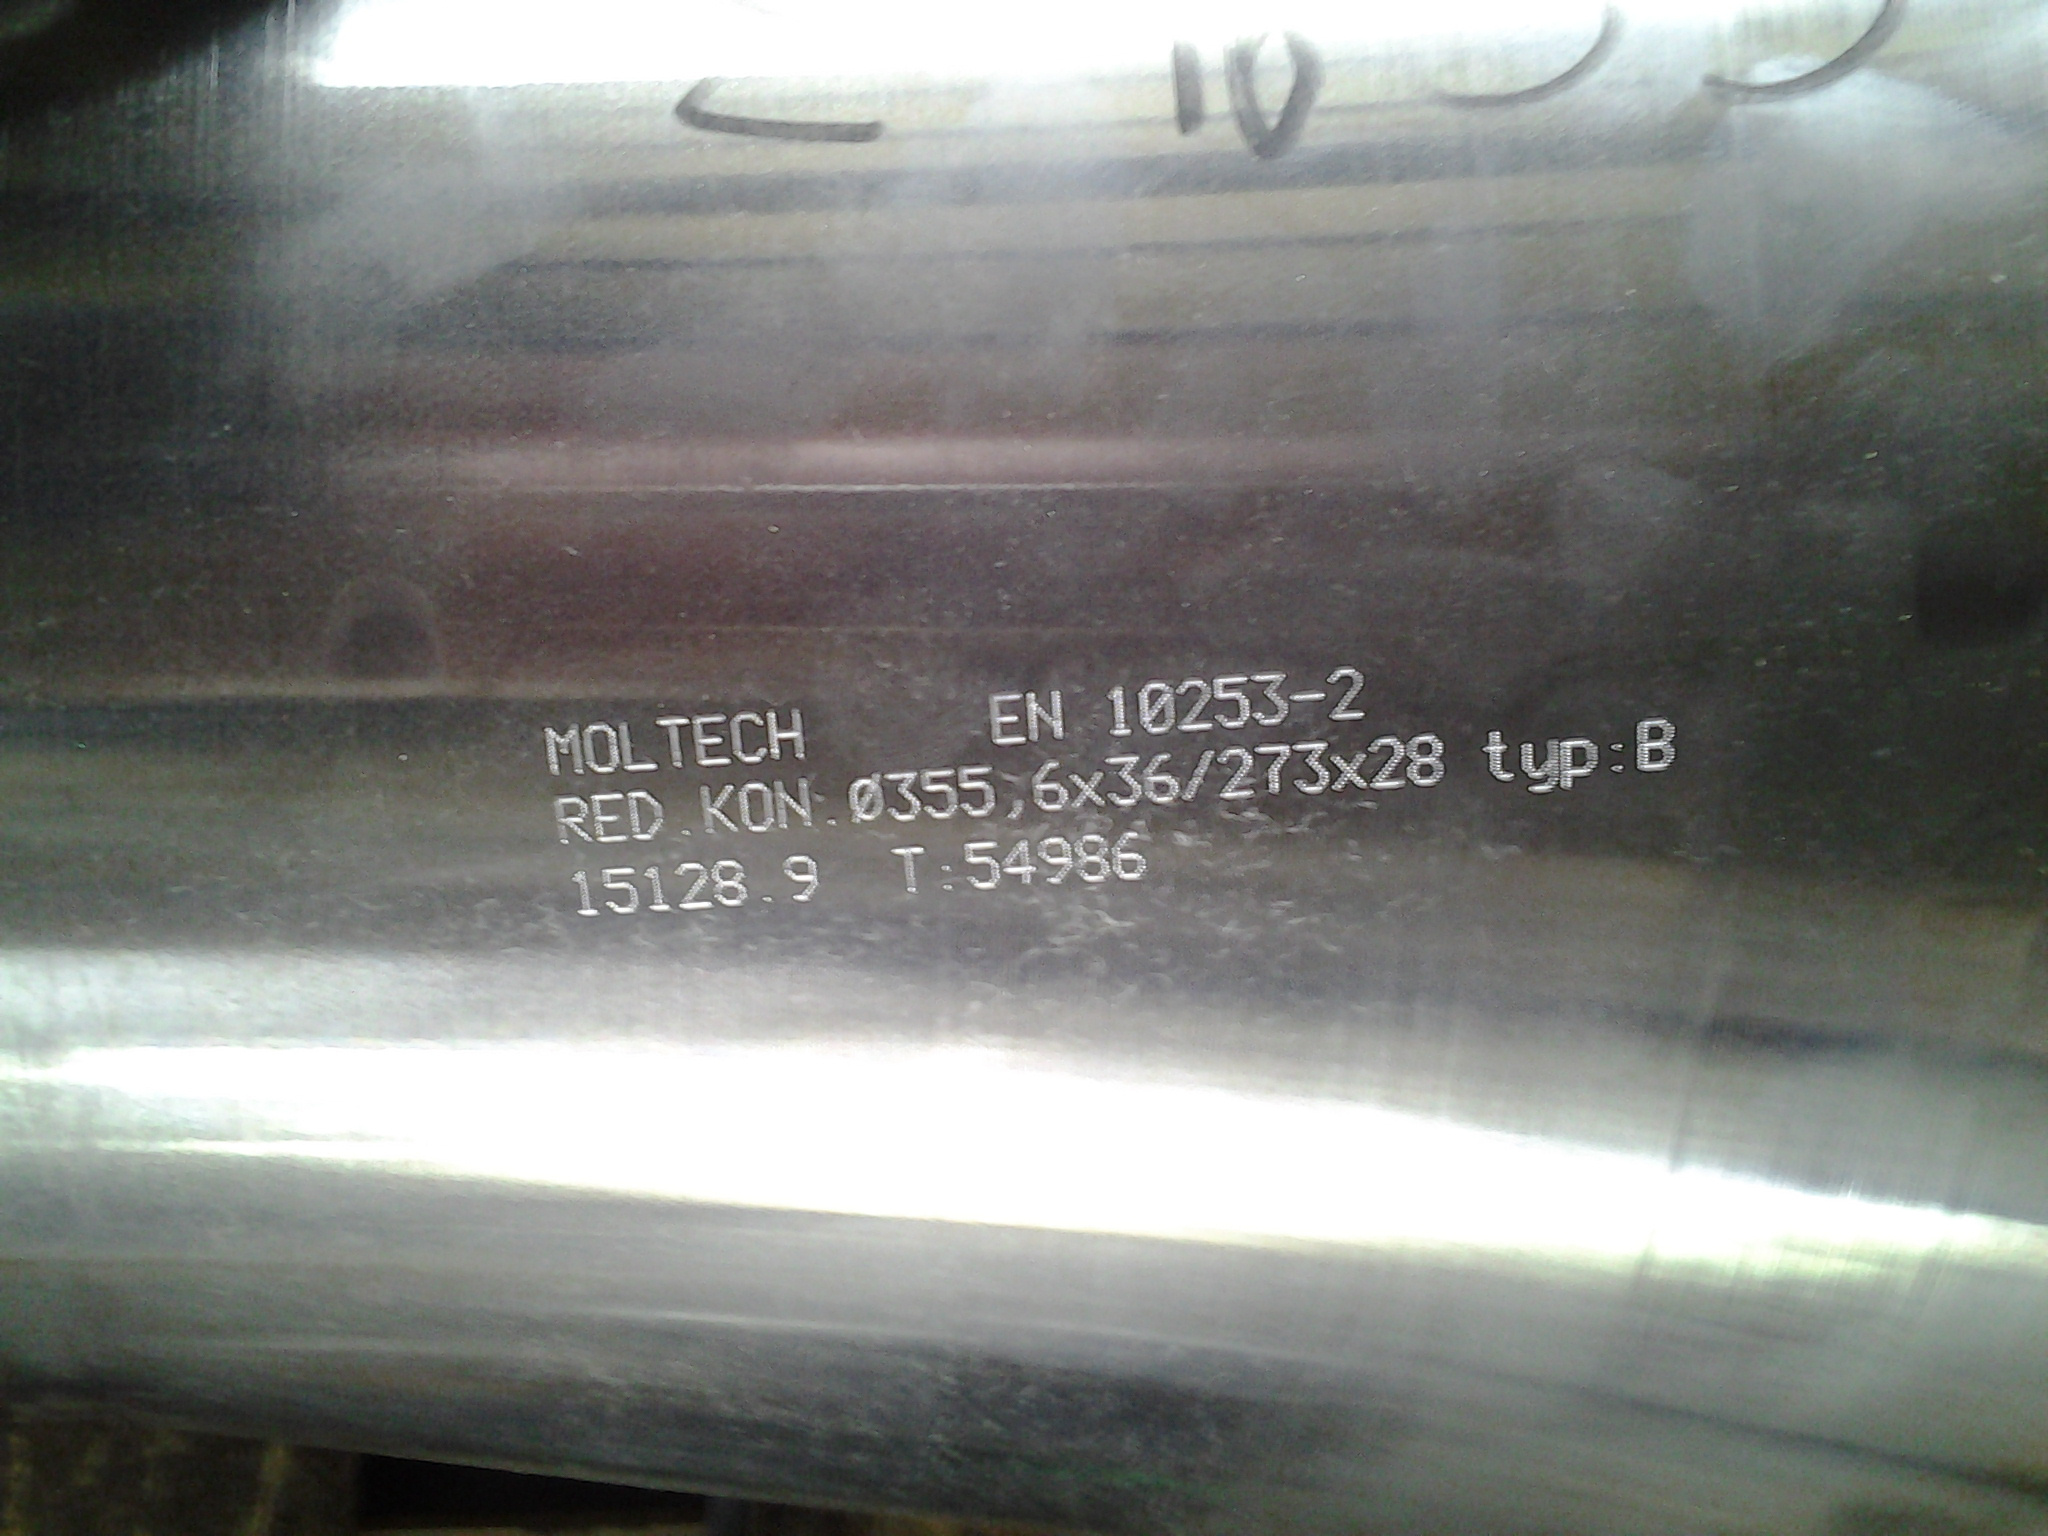 MOLTECH EN 10253-2
RED.KON.Ø355,6x36/273x28 typ:B
15128.9 T:54986